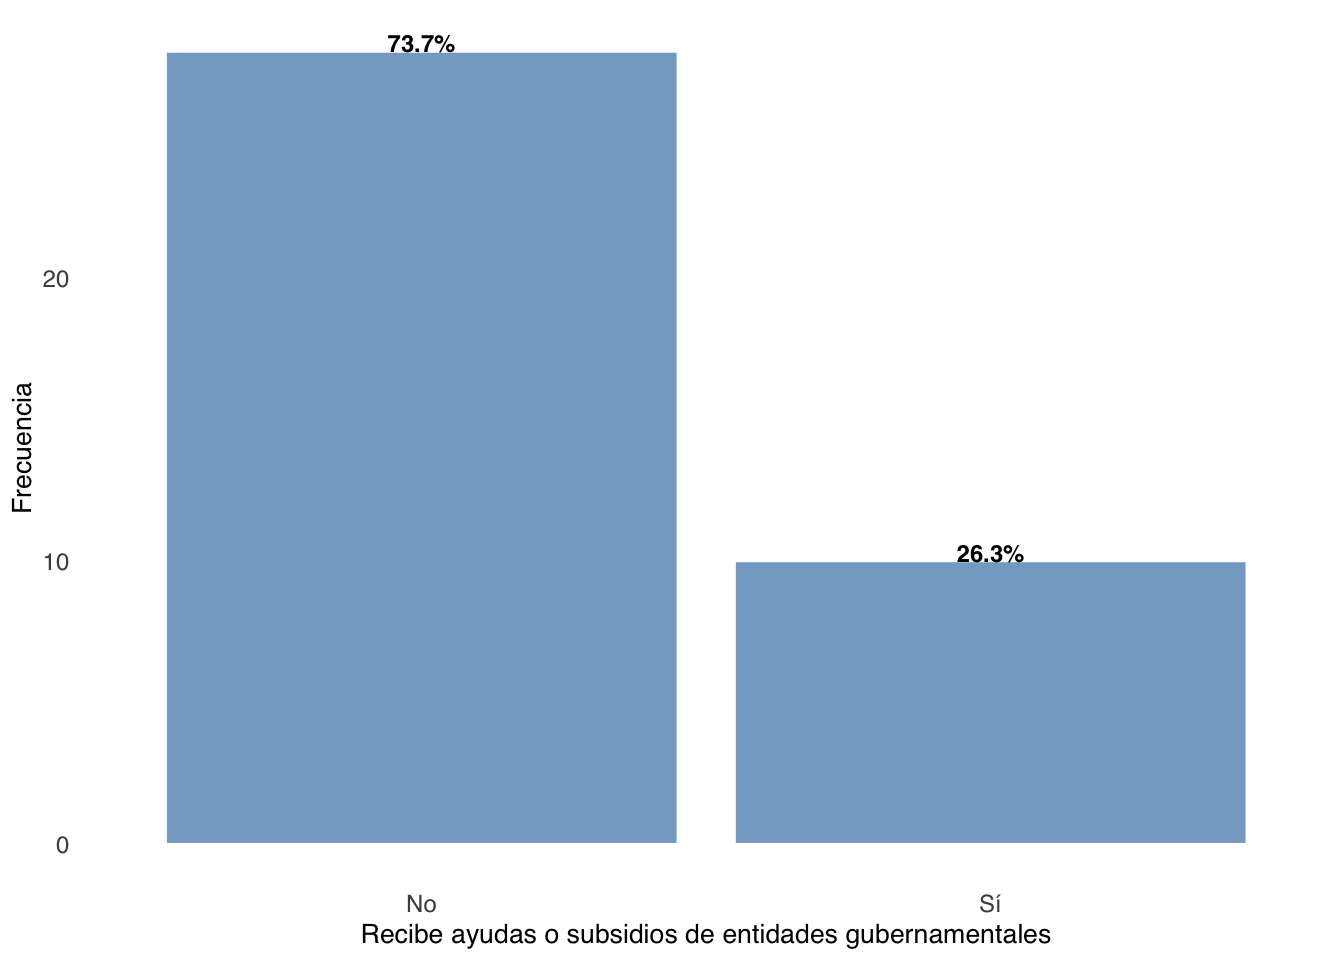 73.7%
20
Frecuencia
26.3%
10
0
No
Sí
Recibe ayudas o subsidios de entidades gubernamentales